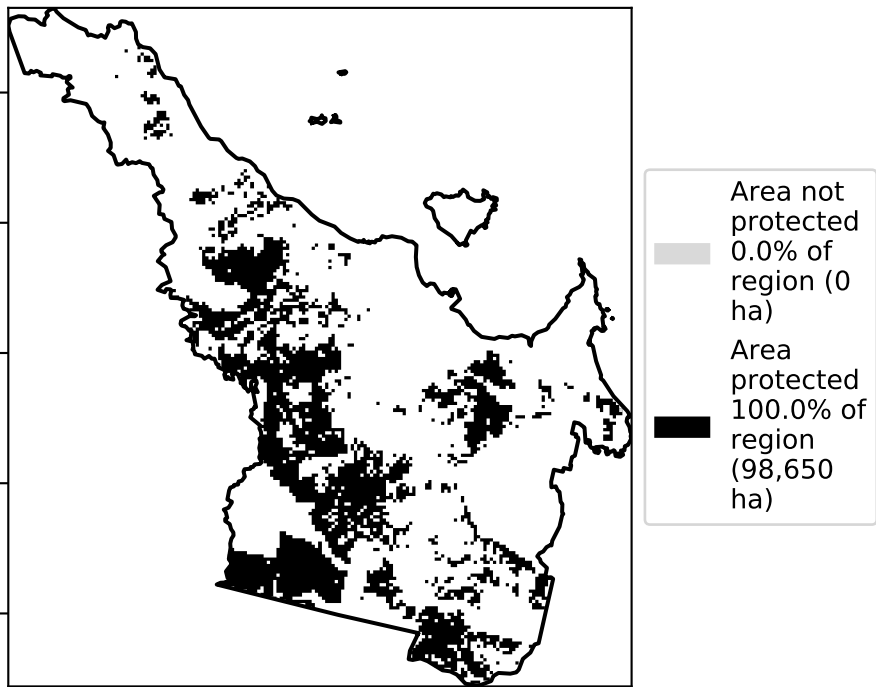 Area not
protected
0.0% of
region (0
ha)
Area
protected
100.0% of
region
(98,650
ha)